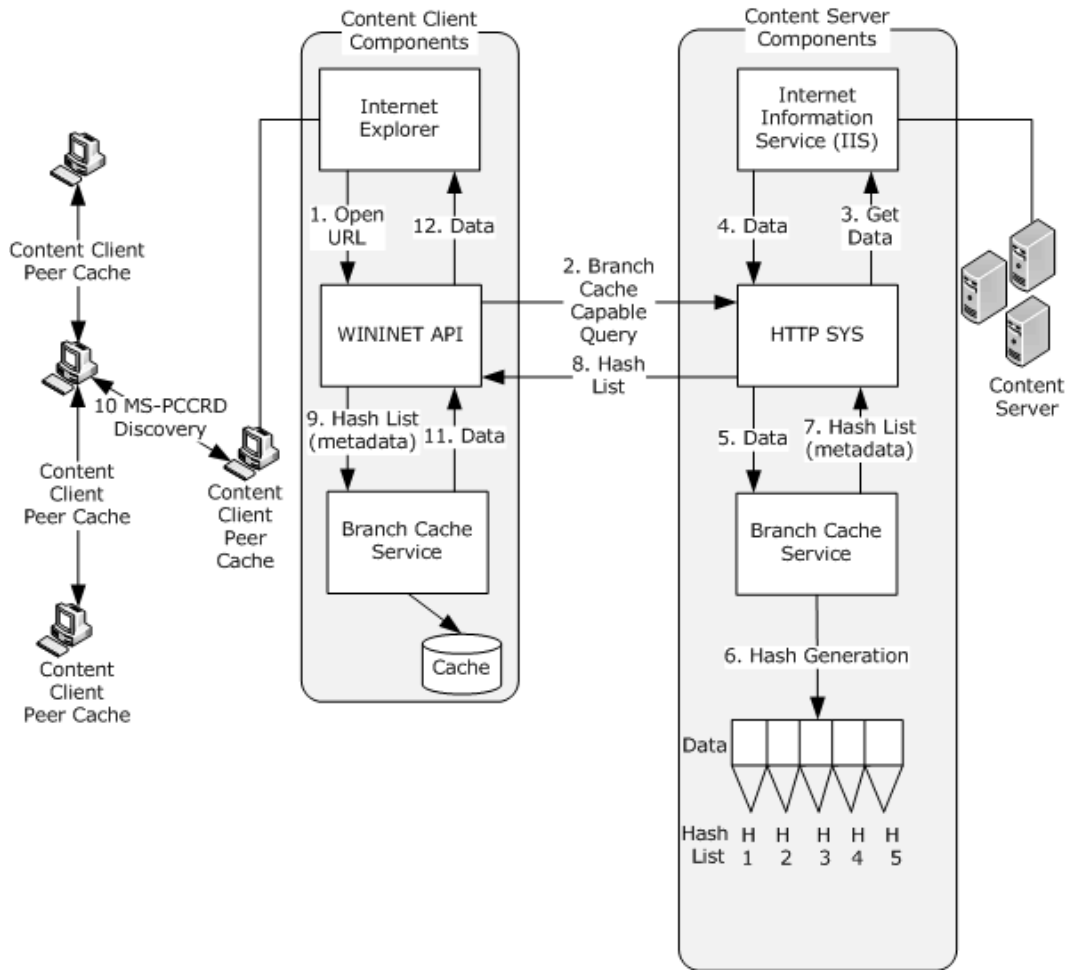 Content Client
Components
Content Server
Components
Internet
Explorer
Internet
Information
Service (IIS)
1. Open
URL
12. Data
4. Data
3. Get
Data
Content Client
Peer Cache
2. Branch
Cache
Capable
Query
WININET API
HTTP SYS
8. Hash
List
Content
Server
10 MS-PCCRD
Discovery
9. Hash List
(metadata)
11. Data
5. Data
7. Hash List
(metadata)
Content
Client
Peer Cache
Content
Client
Peer
Cache
Branch Cache
Service
Branch Cache
Service
Content
Client
Peer Cache
Cache
6. Hash Generation
Data
Hash
List
H H H H H
1 2 3 4 5